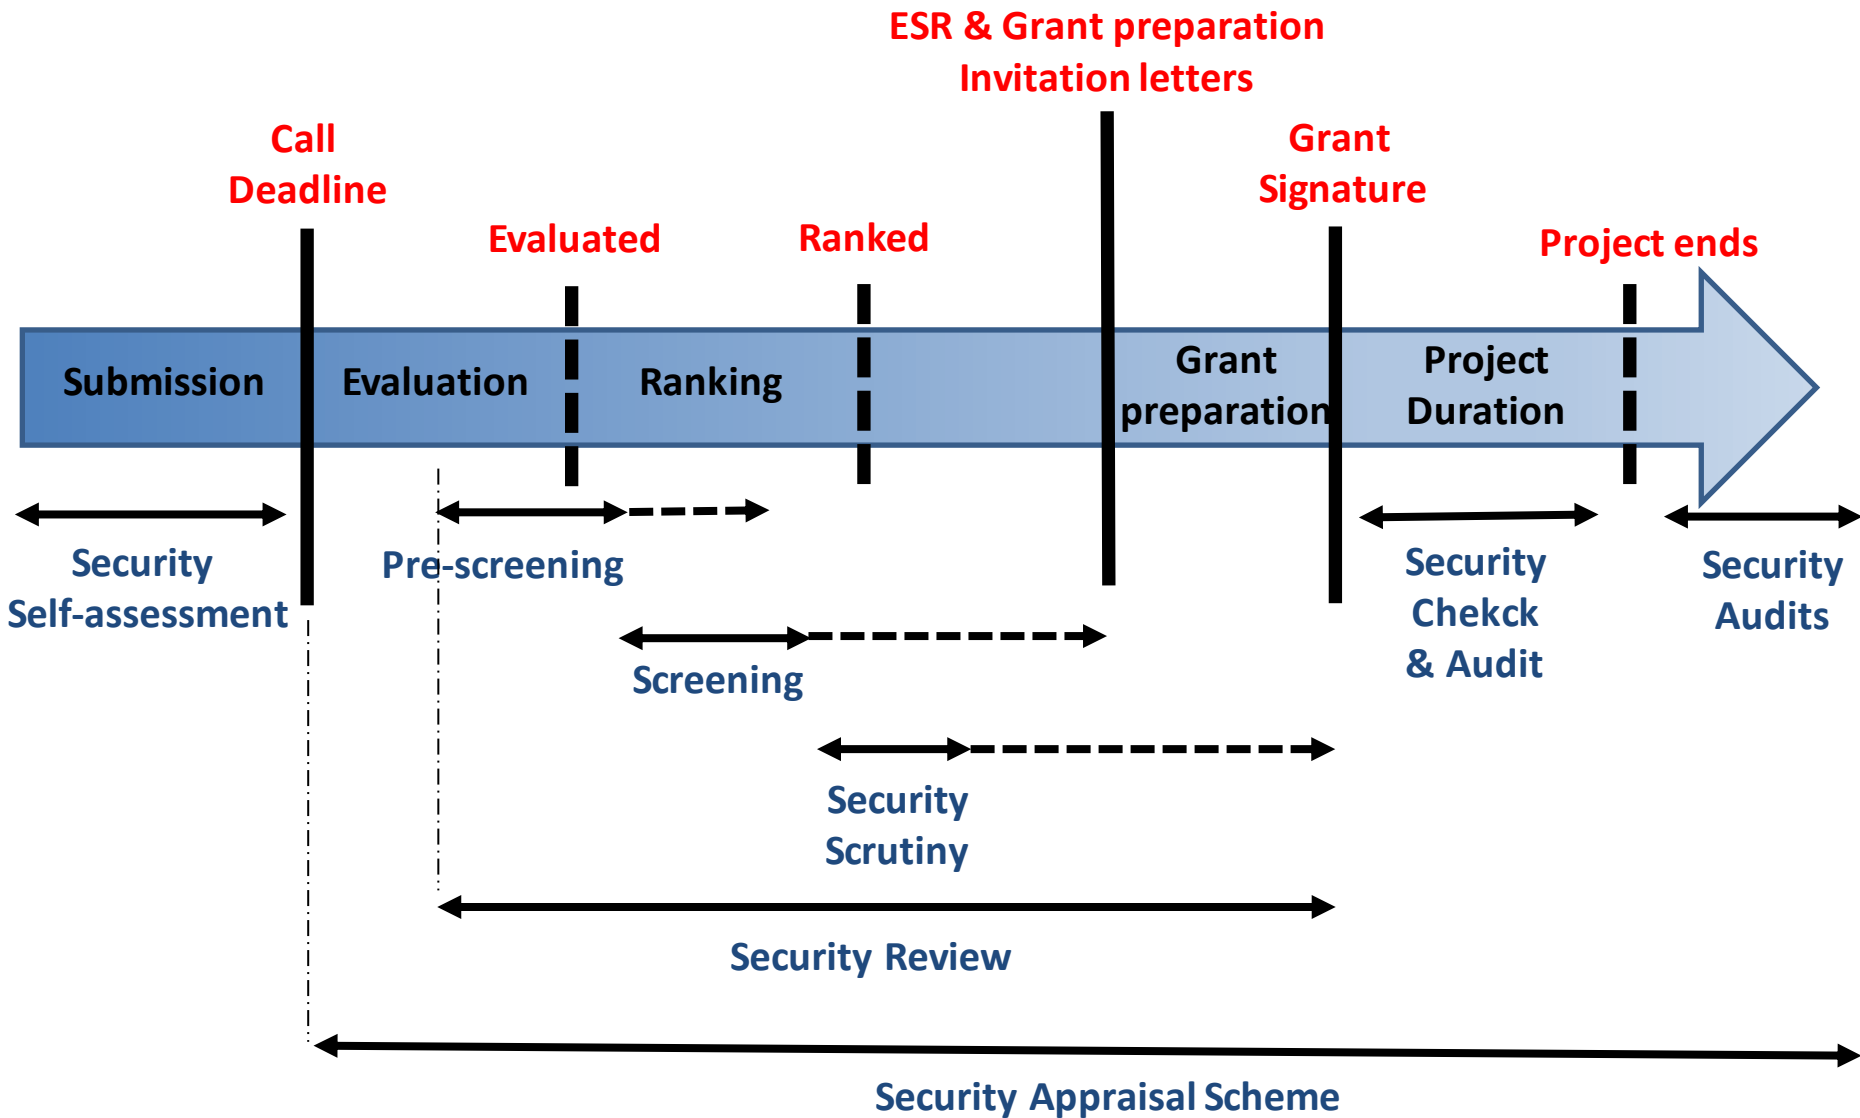 ESR & Grant preparation
Invitation letters
Call
Deadline
Grant
Signature
Evaluated
Ranked
Project ends
Submission
Evaluation
Ranking
Grant
preparation
Project
Duration
Security
Self-assessment
Pre-screening
Security
Chekck
& Audit
Security
Audits
Screening
Security
Scrutiny
Security Review
Security Appraisal Scheme